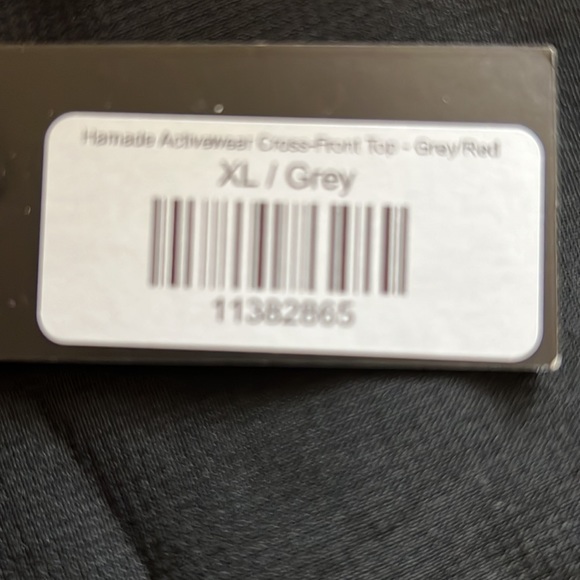 Hamade Activewear Cross-Front Top - Grey/Red
XL / Grey
11382865